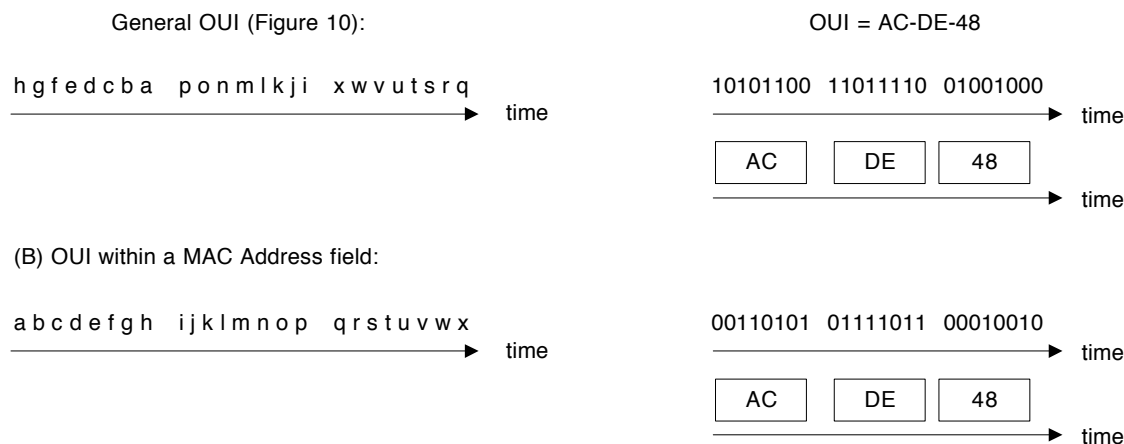 General OUI (Figure 10): OUI = AC-DE-48
h g f e d c b a p o n m l k j i x w v u t s r q 10101100 11011110 01001000
time time
AC DE 48
time
(B) OUI within a MAC Address field:
a b c d e f g h i j k l m n o p q r s t u v w x 00110101 01111011 00010010
time time
AC DE 48
time